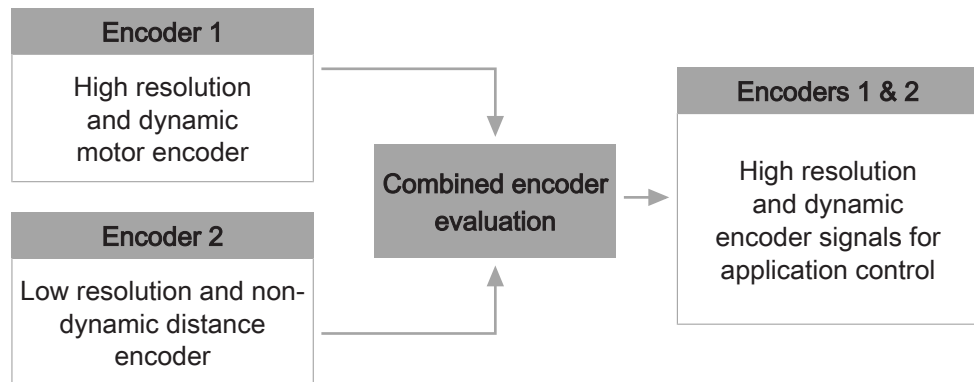 Encoder 1
High resolution
and dynamic
motor encoder
Encoder 2
Low resolution and non-
dynamic distance
encoder
Combined encoder
evaluation
Encoders 1 & 2
High resolution
and dynamic
encoder signals for
application control